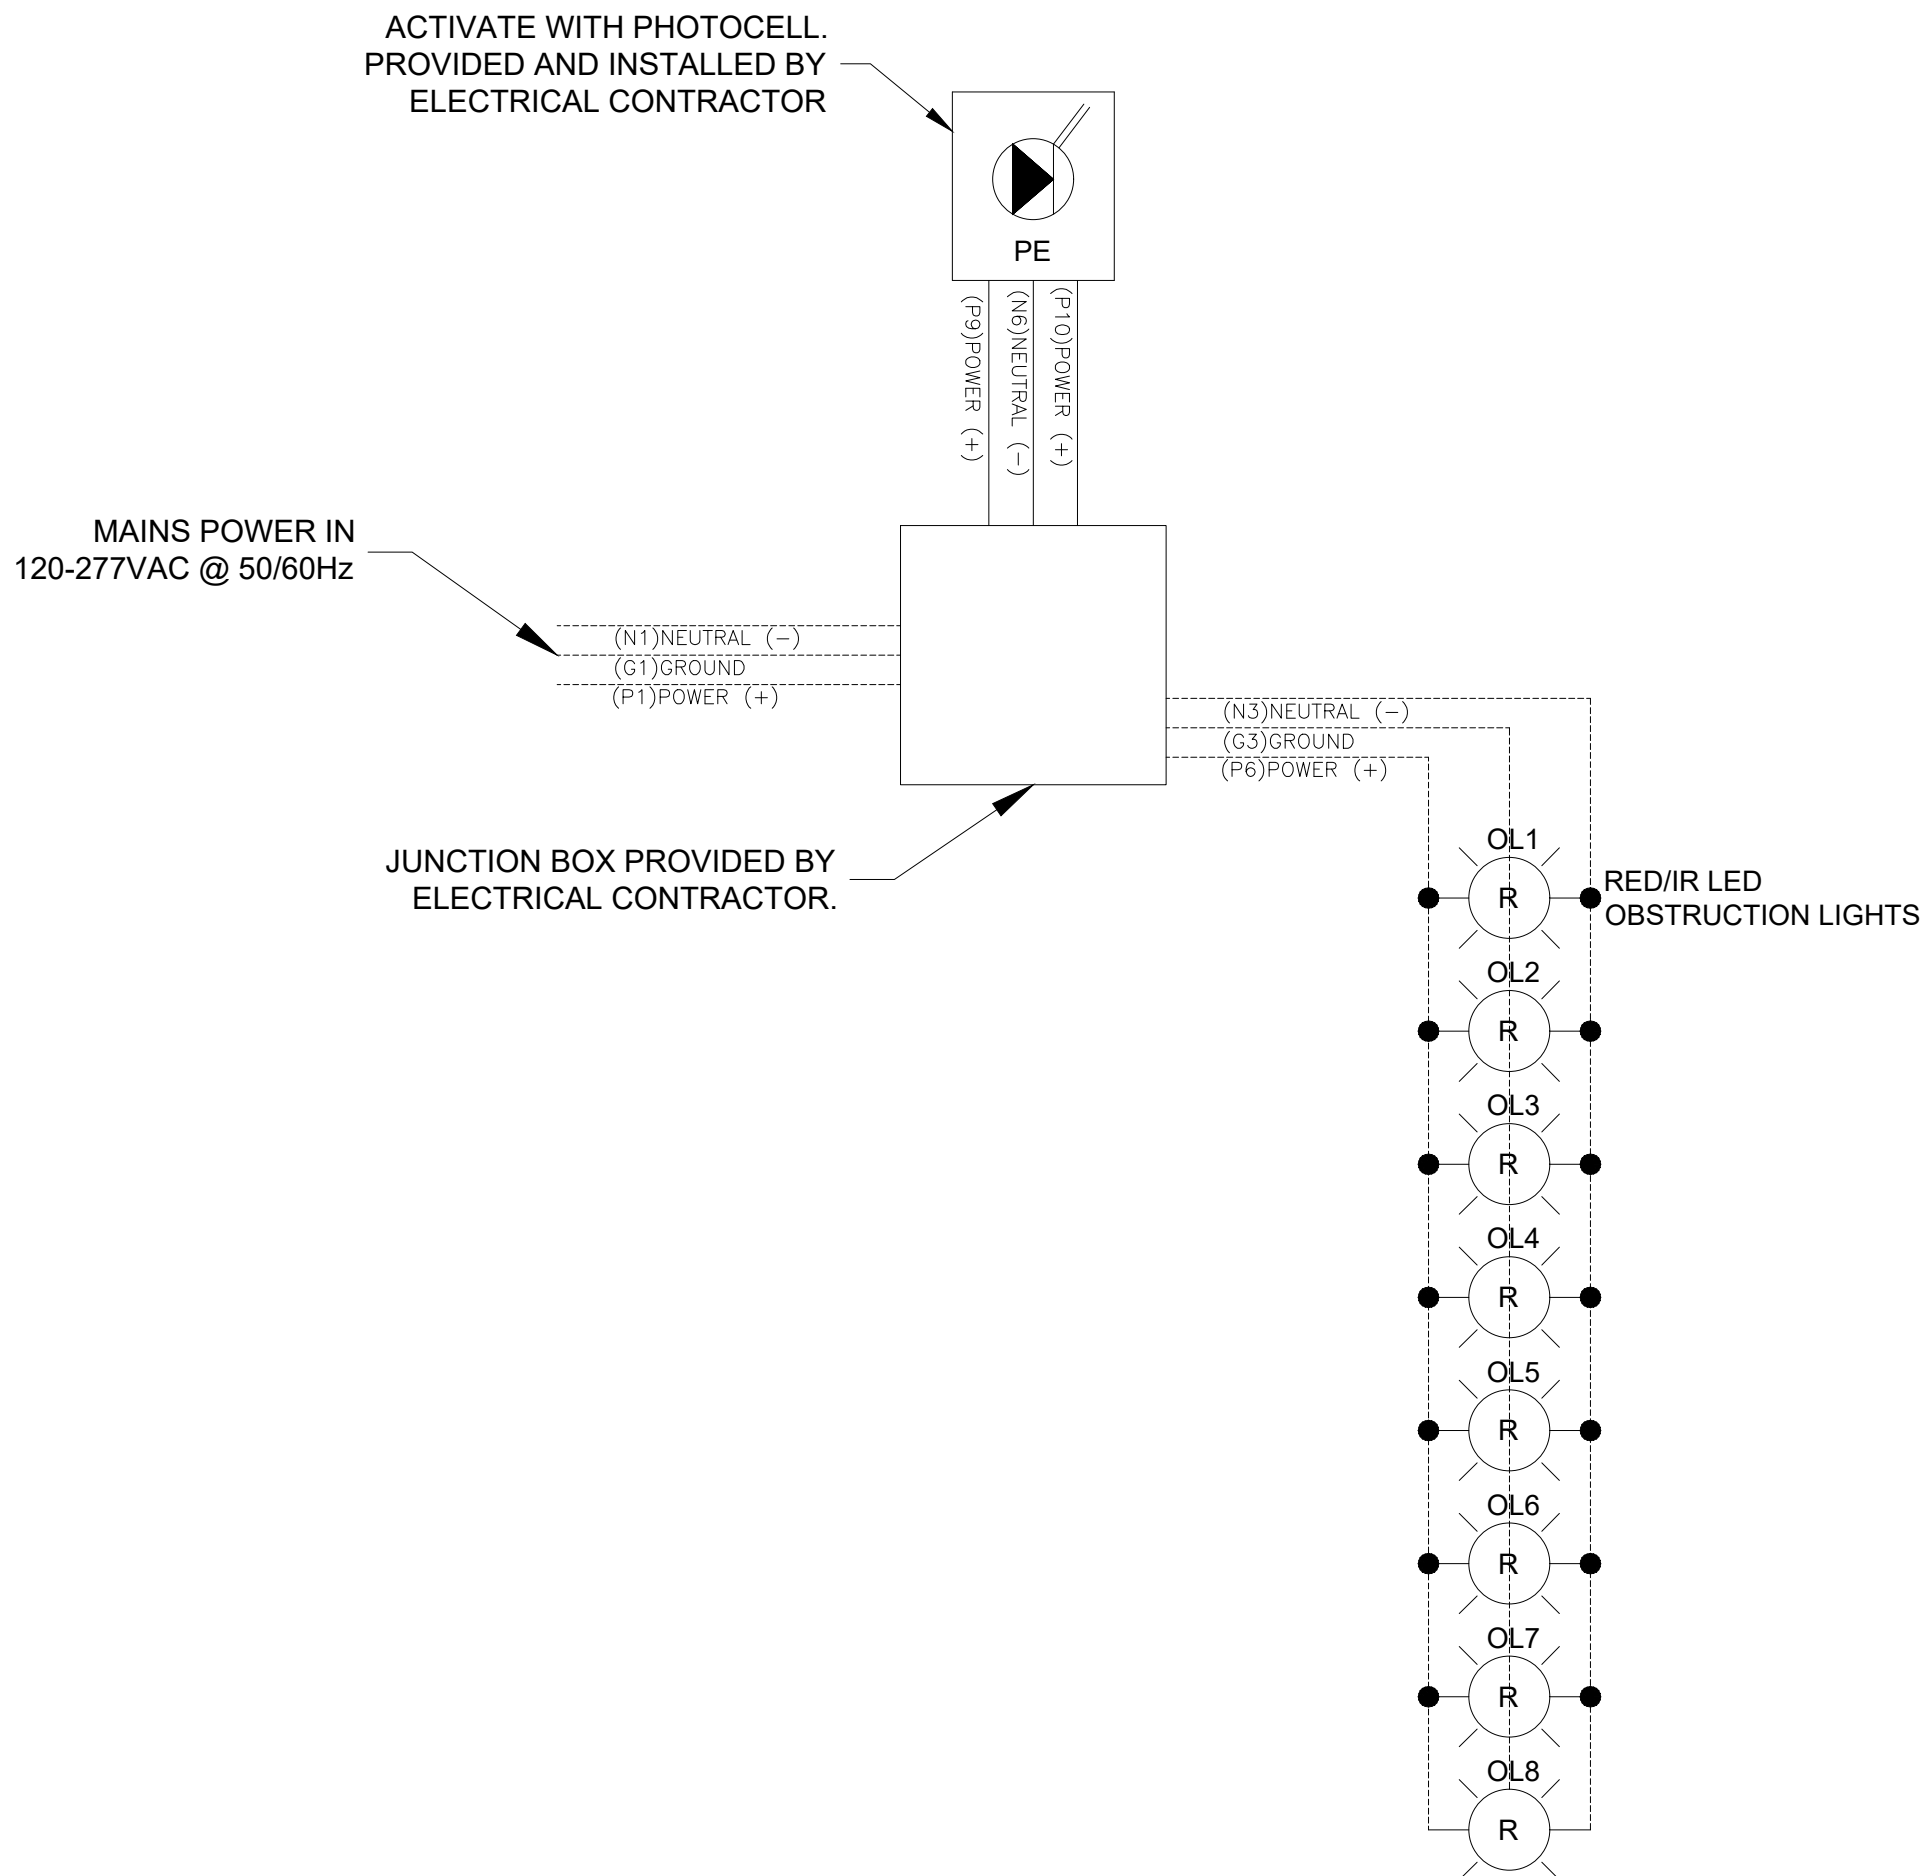 ACTIVATE WITH PHOTOCELL.
PROVIDED AND INSTALLED BY
ELECTRICAL CONTRACTOR
PE
(P9)POWER (+)
(N6)NEUTRAL (-)
(P10)POWER (+)
MAINS POWER IN
120-277VAC @ 50/60Hz
(N1)NEUTRAL (-)
(G1)GROUND
(P1)POWER (+)
(N3)NEUTRAL (-)
(G3)GROUND
(P6)POWER (+)
JUNCTION BOX PROVIDED BY
ELECTRICAL CONTRACTOR.
OL1
R
RED/IR LED
OBSTRUCTION LIGHTS
OL2
R
OL3
R
OL4
R
OL5
R
OL6
R
OL7
R
OL8
R